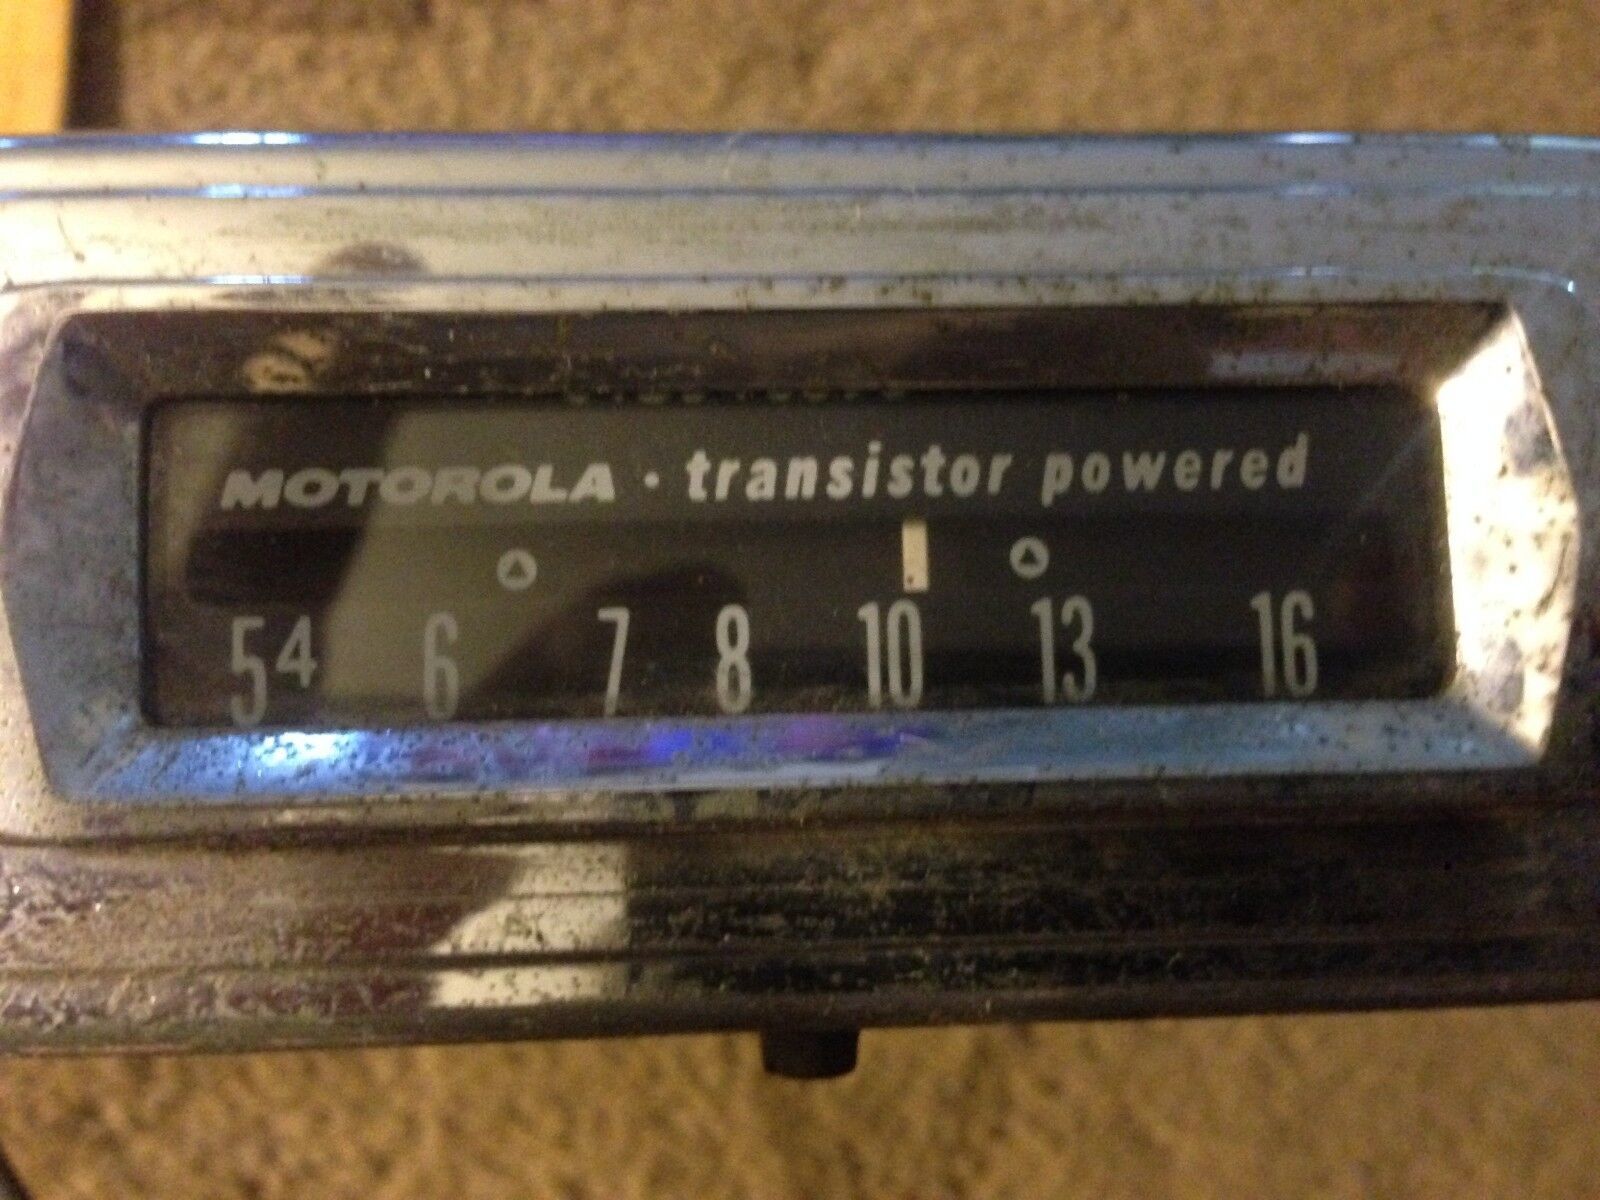 MOTOROLA · transistor powered
54 6 7 8 10 13 16